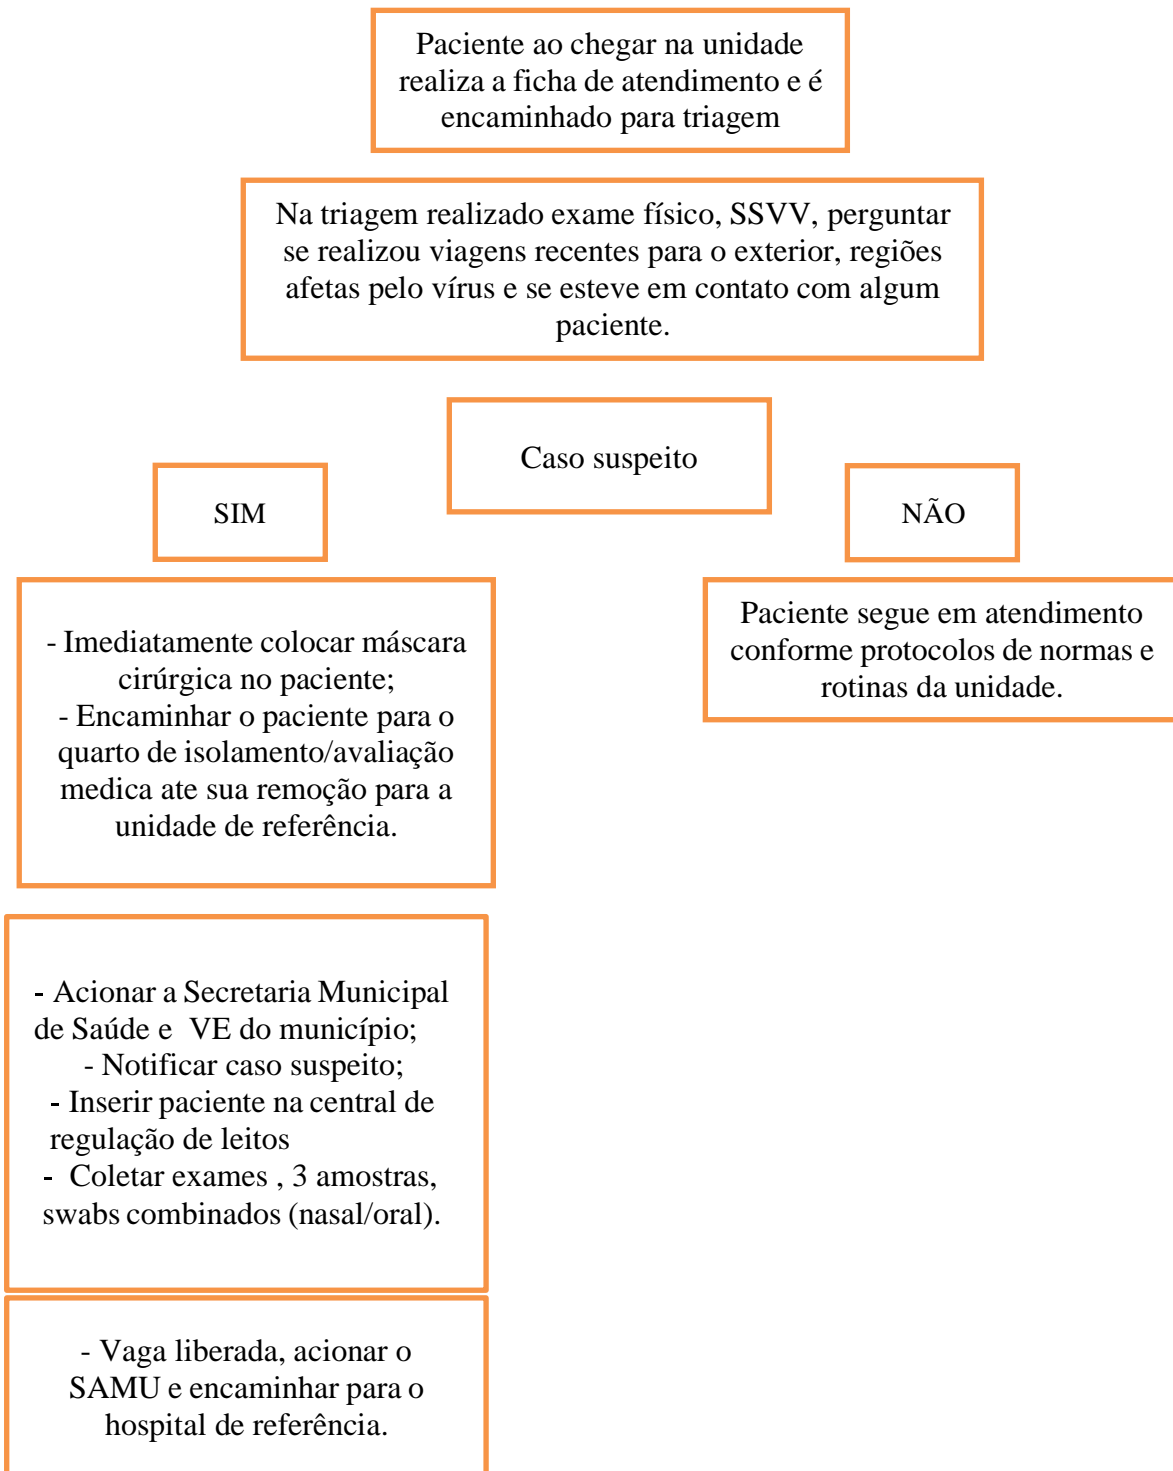 Paciente ao chegar na unidade
realiza a ficha de atendimento e é
encaminhado para triagem
Na triagem realizado exame físico, SSVV, perguntar
se realizou viagens recentes para o exterior, regiões
afetas pelo vírus e se esteve em contato com algum
paciente.
Caso suspeito
SIM
NÃO
- Imediatamente colocar máscara
cirúrgica no paciente;
- Encaminhar o paciente para o
quarto de isolamento/avaliação
medica ate sua remoção para a
unidade de referência.
Paciente segue em atendimento
conforme protocolos de normas e
rotinas da unidade.
- Acionar a Secretaria Municipal
de Saúde e  VE do município;
- Notificar caso suspeito;
- Inserir paciente na central de
regulação de leitos
-  Coletar exames , 3 amostras,
swabs combinados (nasal/oral).
- Vaga liberada, acionar o
SAMU e encaminhar para o
hospital de referência.